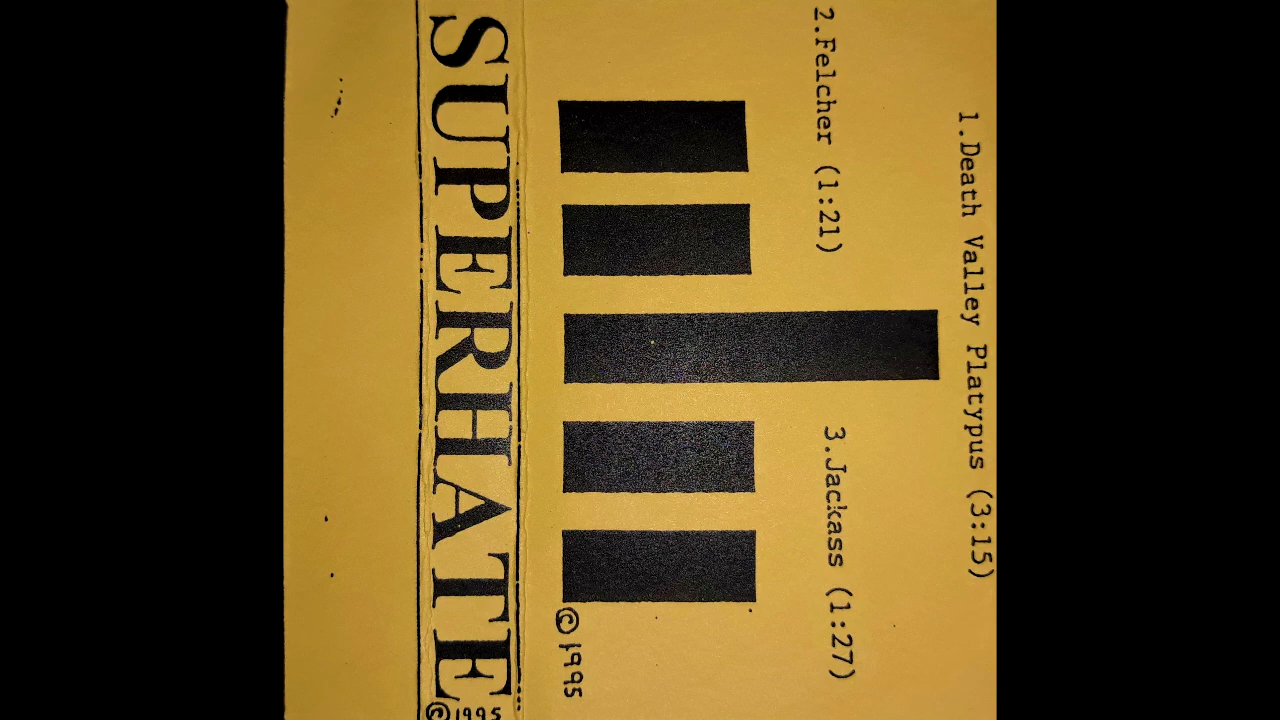 1.Death Valley Platypus (3:15)
2.Felcher (1:21)
3.Jackass (1:27)
©1995
SUPERHATE
©1995